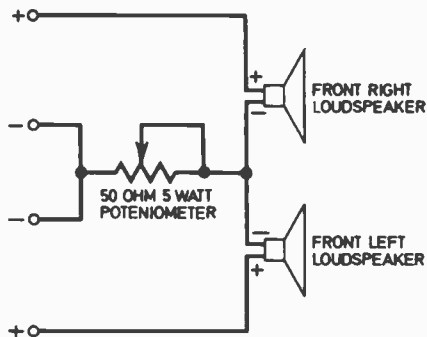 +
+
FRONT RIGHT
LOUDSPEAKER
−
−
50 OHM 5 WATT
POTENIOMETER
−
−
FRONT LEFT
LOUDSPEAKER
+
+